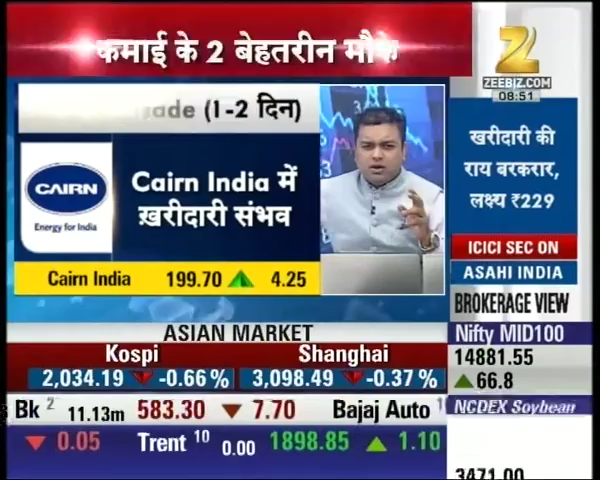 कमाई के 2 बेहतरीन मौके
ZEEBIZ.COM
08:51
(1-2 दिन)
CAIRN
Energy for India
Cairn India में
ख़रीदारी संभव
Cairn India 199.70 4.25
खरीदारी की
राय बरकरार,
लक्ष्य ₹229
ICICI SEC ON
ASAHI INDIA
BROKERAGE VIEW
ASIAN MARKET
Kospi Shanghai
2,034.19 -0.66% 3,098.49 -0.37%
Nifty MID100
14881.55
66.8
Bk 2 11.13m 583.30 7.70 Bajaj Auto
NCDEX Soybean
0.05 Trent 10 0.00 1898.85 1.10
3471.00